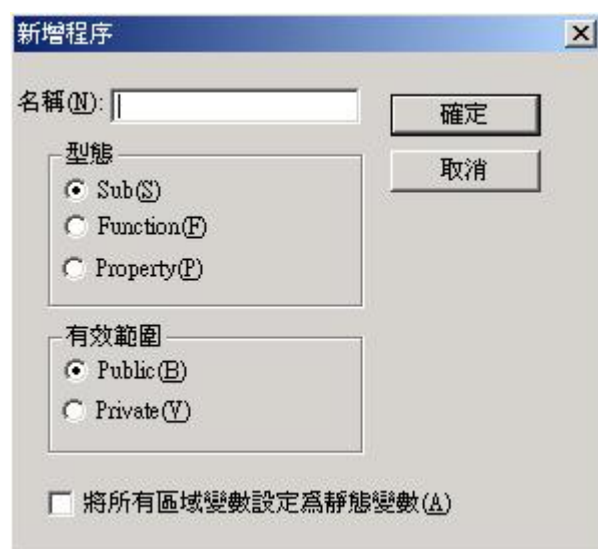 新增程序
名稱(N):
確定
取消
型態
Sub(S)
Function(F)
Property(P)
有效範圍
Public(B)
Private(V)
將所有區域變數設定為靜態變數(A)